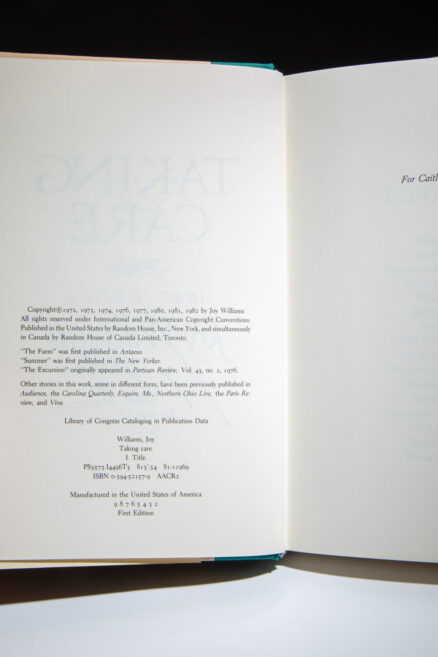 Copyright©1972, 1973, 1974, 1976, 1977, 1980, 1981, 1982 by Joy Williams
All rights reserved under International and Pan-American Copyright Conventions.
Published in the United States by Random House, Inc., New York, and simultaneously
in Canada by Random House of Canada Limited, Toronto.
"The Farm" was first published in Antaeus.
"Summer" was first published in The New Yorker.
"The Excursion" originally appeared in Partisan Review, Vol. 43, no. 2, 1976.
Other stories in this work, some in different form, have been previously published in
Audience, the Carolina Quarterly, Esquire, Ms., Northern Ohio Live, the Paris Re-
view, and Viva.
Library of Congress Cataloging in Publication Data
Williams, Joy.
Taking care.
I. Title.
PS3573.I4496T3 813'.54 81-11969
ISBN 0-394-52157-9 AACR2
Manufactured in the United States of America
9 8 7 6 5 4 3 2
First Edition
For Caitl
TAKING
CARE